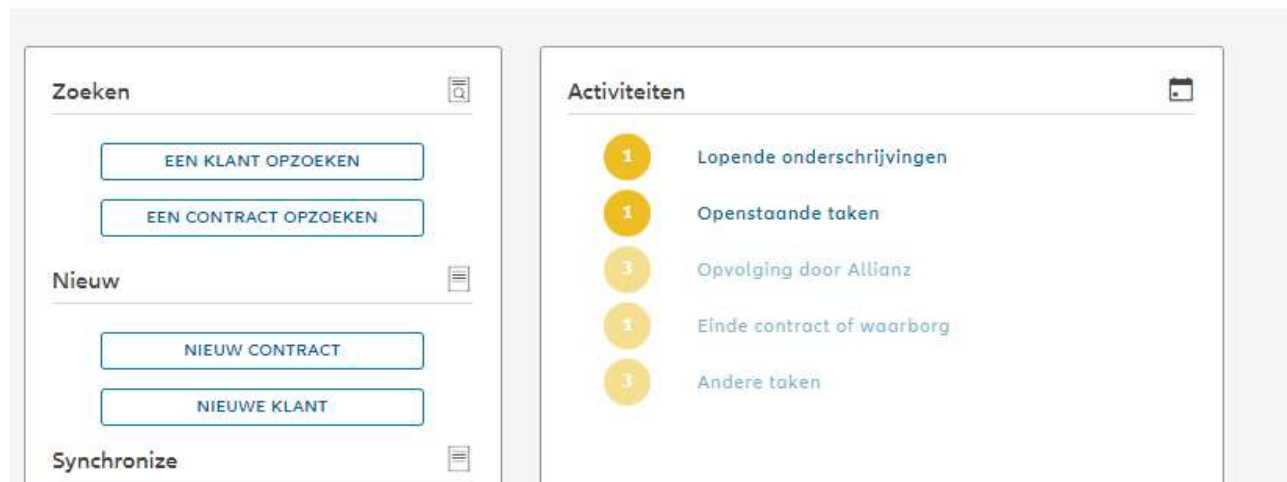 Zoeken
EEN KLANT OPZOEKEN
EEN CONTRACT OPZOEKEN
Nieuw
NIEUW CONTRACT
NIEUWE KLANT
Synchronize
Activiteiten
1 Lopende onderschrijvingen
1 Openstaande taken
3 Opvolging door Allianz
1 Einde contract of waarborg
3 Andere taken